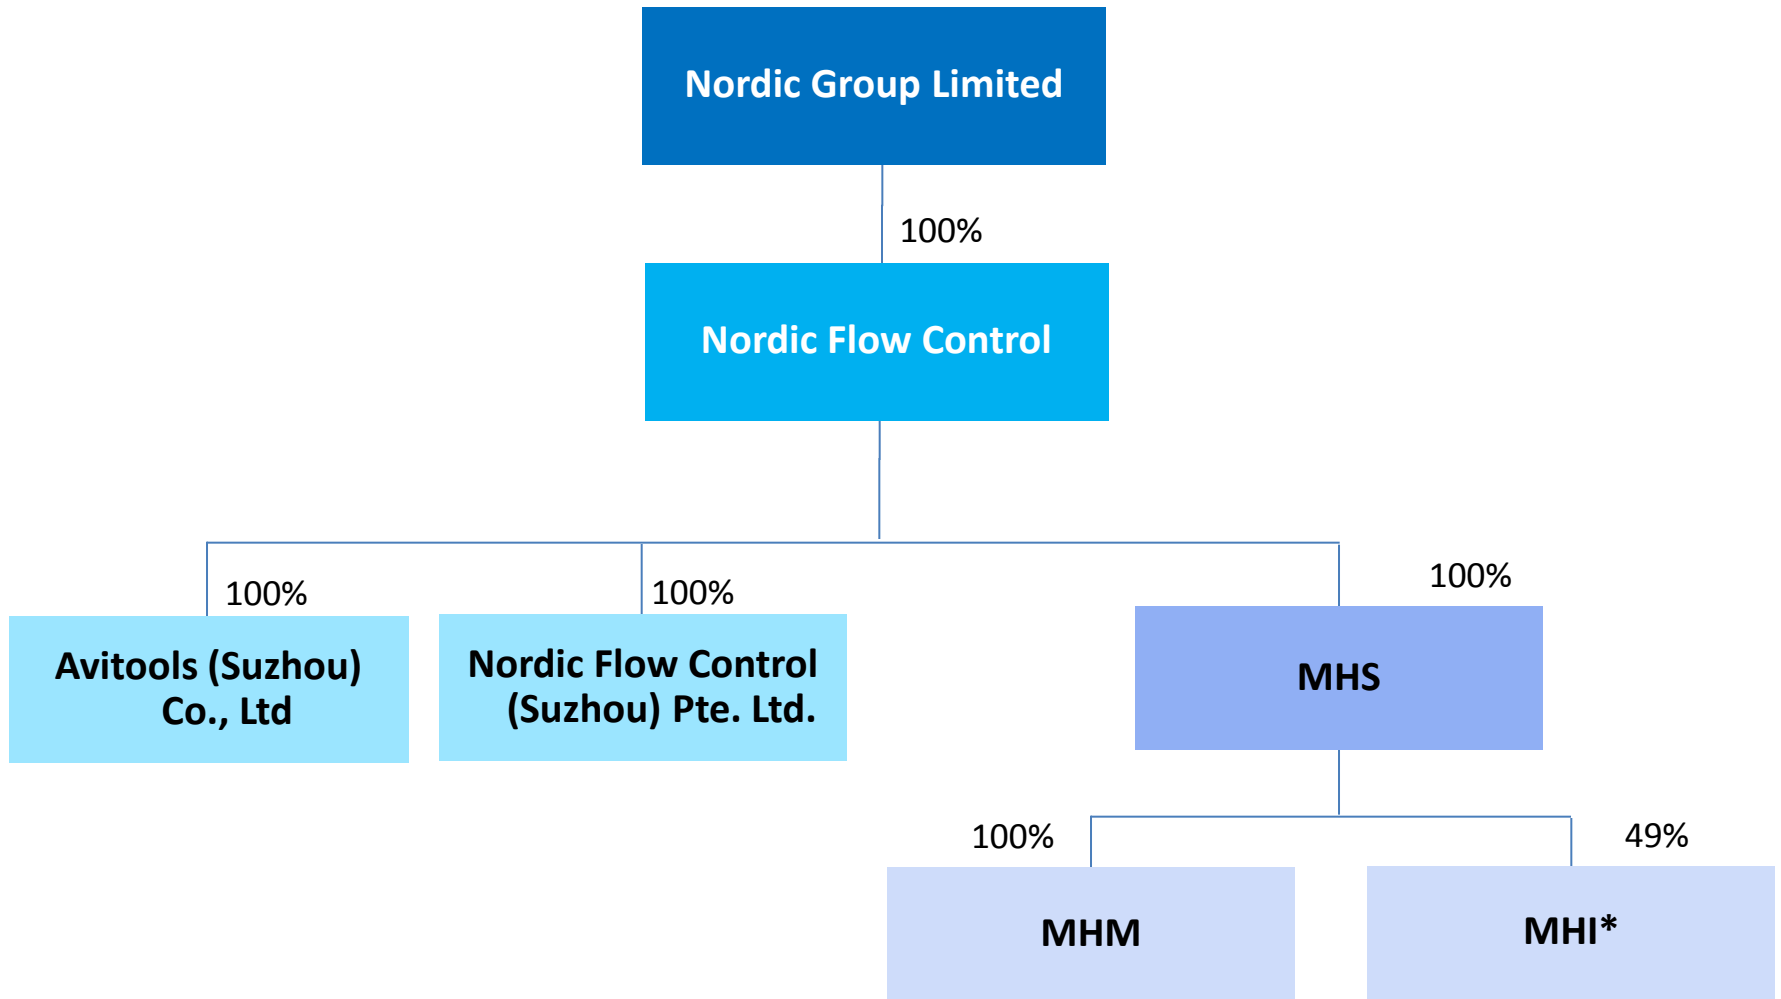 Nordic Group Limited
100%
Nordic Flow Control
100%
100%
100%
Avitools (Suzhou)
Co., Ltd
Nordic Flow Control
(Suzhou) Pte. Ltd.
MHS
100%
49%
MHM
MHI*